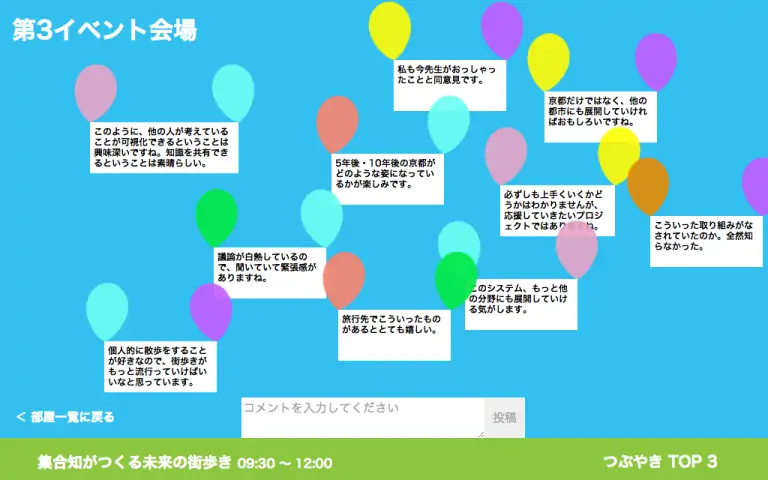 第3イベント会場
私も今先生がおっしゃっ
たことと同意見です。
京都だけではなく、他の
都市にも展開していけれ
ばおもしろいですね。
このように、他の人が考えている
ことが可視化できるということは
興味深いですね。知識を共有でき
るということは素晴らしい。
5年後・10年後の京都が
どのような姿になってい
るかが楽しみです。
必ずしも上手くいくかど
うかはわかりませんが、
応援していきたいプロジ
ェクトではありますね。
こういった取り組みがな
されていたのか。全然知
らなかった。
議論が白熱しているの
で、聞いていて緊張感が
ありますね。
このシステム、もっと他
の分野にも展開していけ
る気がします。
旅行先でこういったもの
があるととても嬉しい。
個人的に散歩をすること
が好きなので、街歩きが
もっと流行っていけばい
いなと思っています。
< 部屋一覧に戻る
コメントを入力してください
投稿
集合知がつくる未来の街歩き 09:30 〜 12:00
つぶやき TOP 3